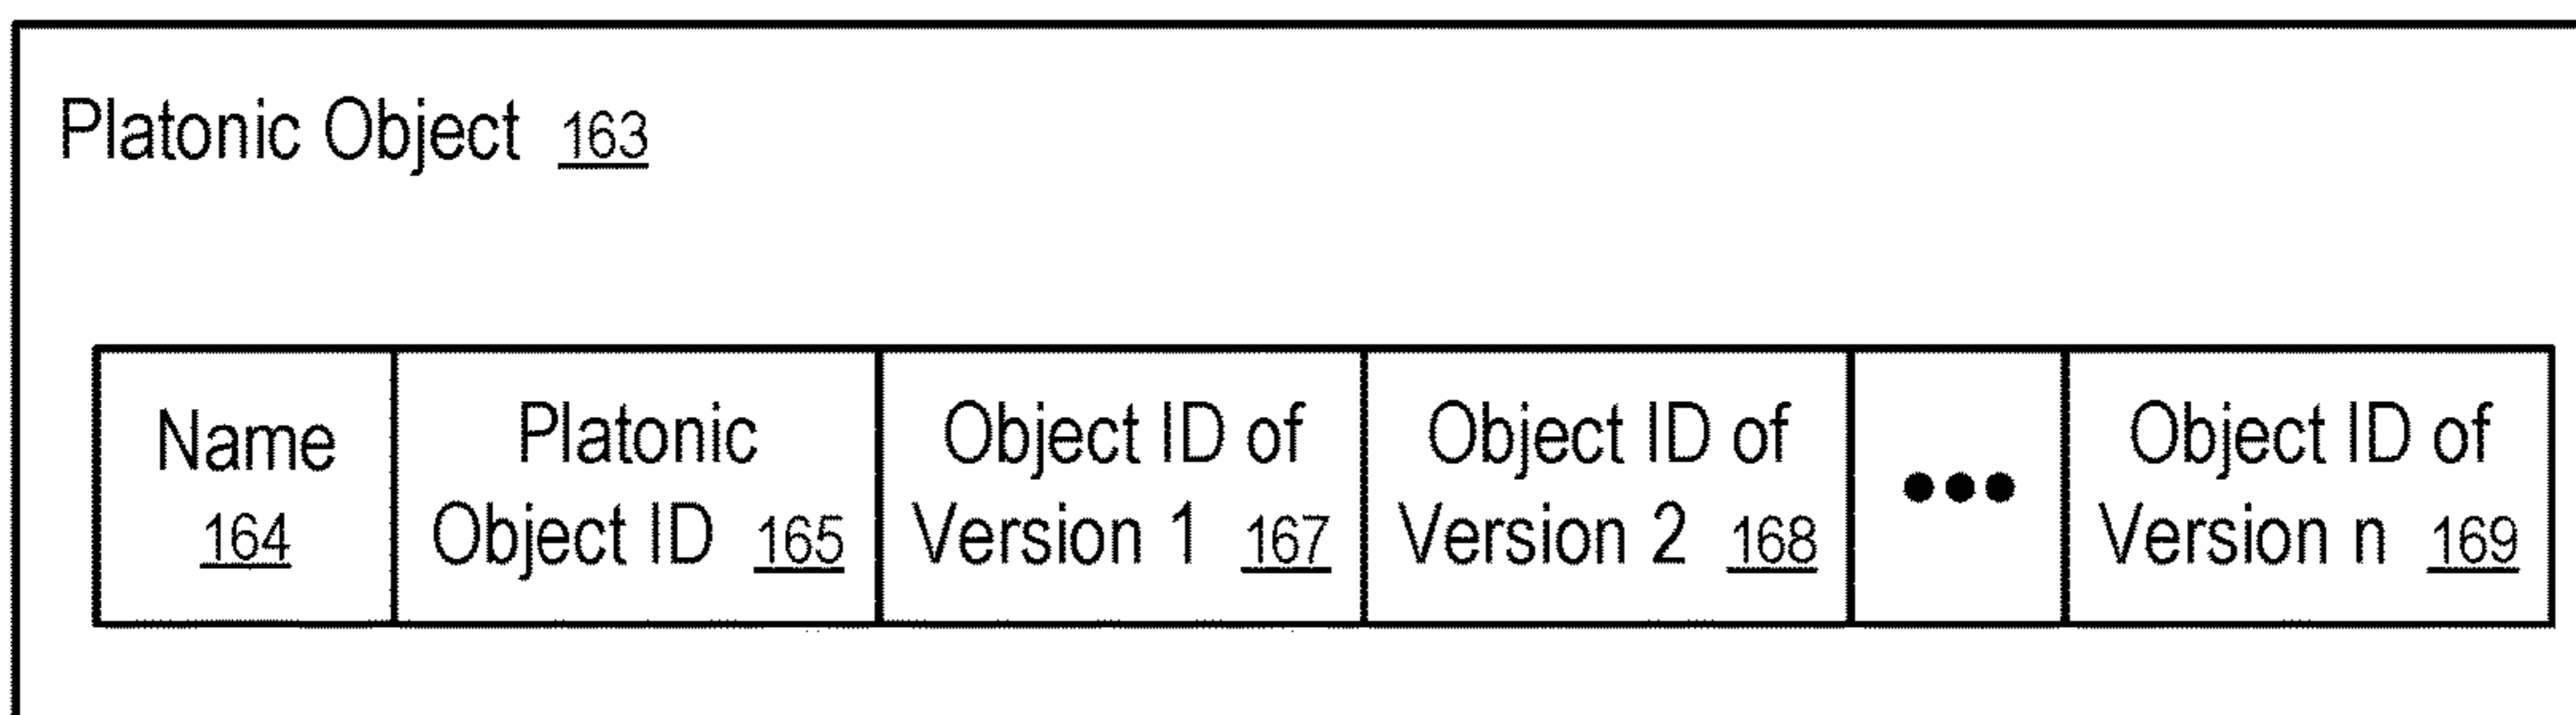 Platonic Object 163
Name
164
Platonic
Object ID 165
Object ID of
Version 1 167
Object ID of
Version 2 168
•••
Object ID of
Version n 169